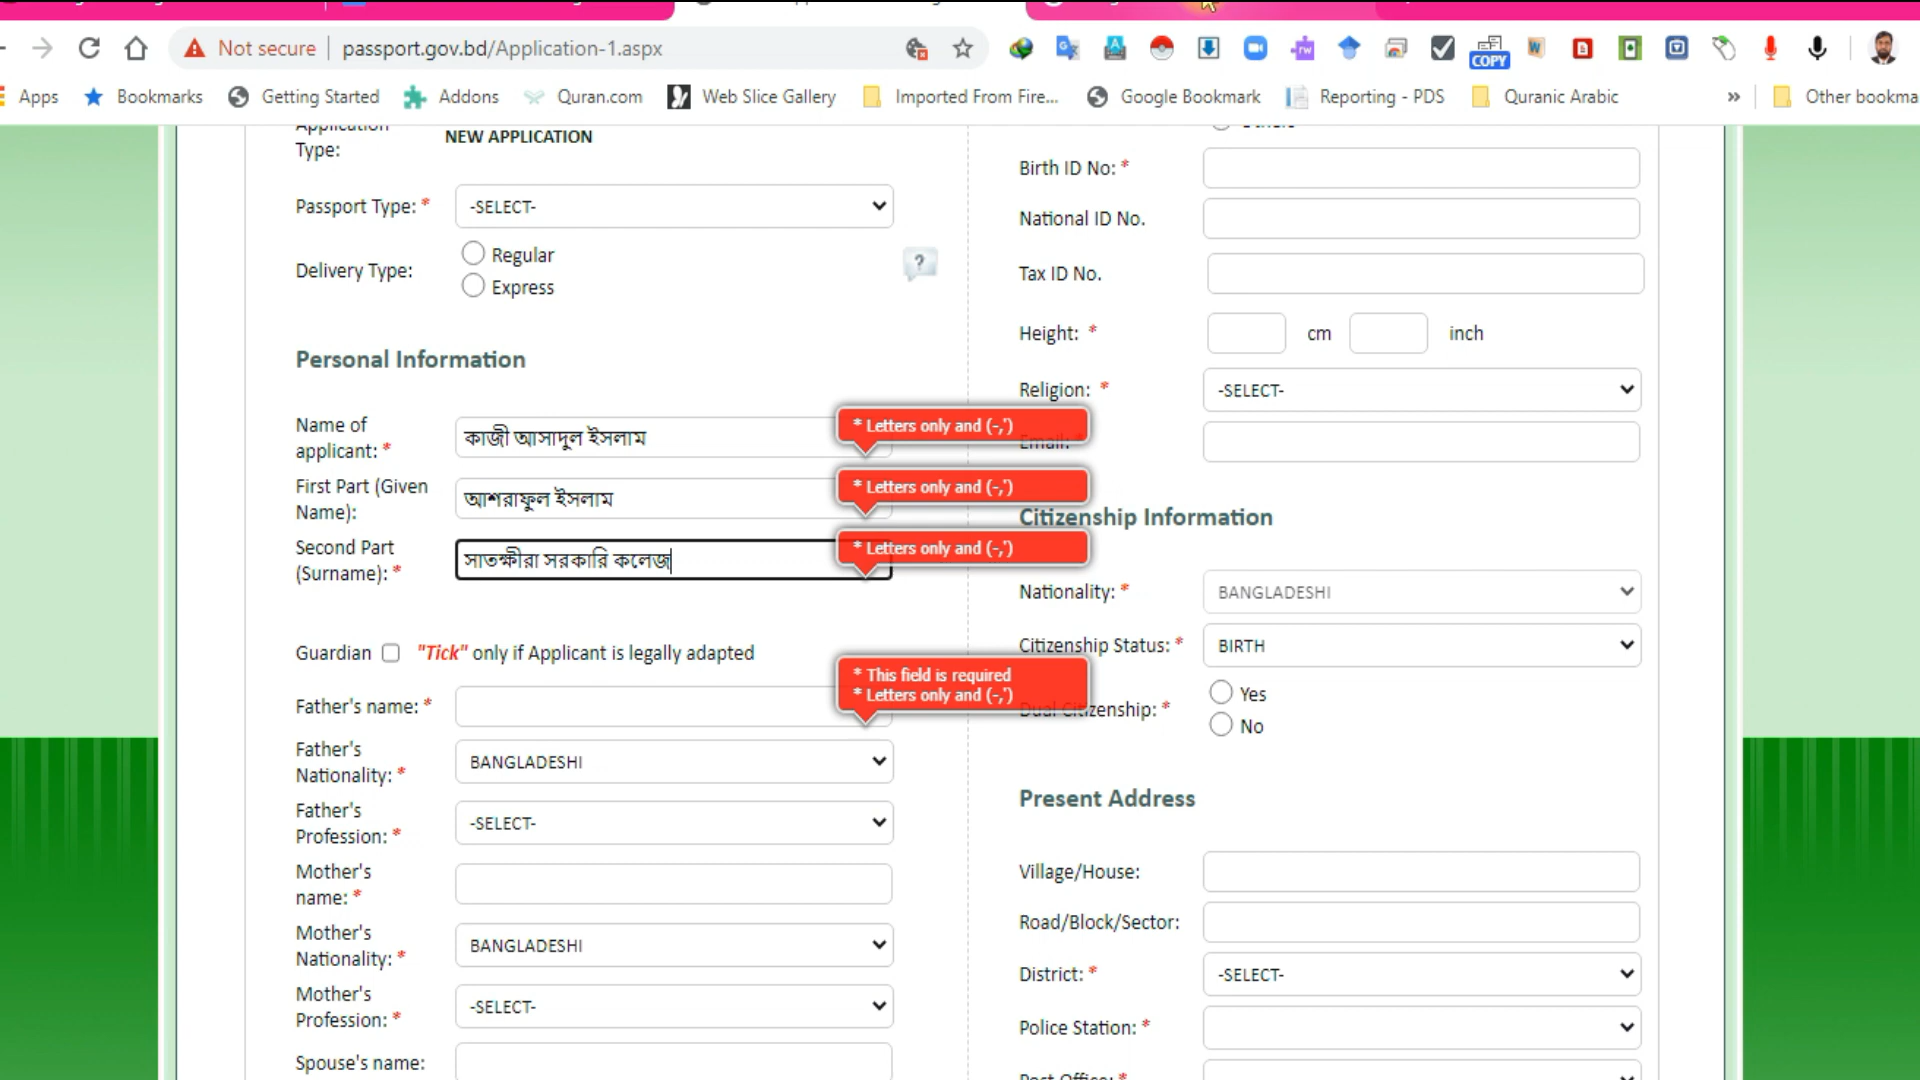 Not secure
passport.gov.bd/Application-1.aspx
COPY
Apps
Bookmarks
Getting Started
Addons
Quran.com
Web Slice Gallery
Imported From Fire...
Google Bookmark
Reporting - PDS
Quranic Arabic
»
Other bookma
Application
Type:
NEW APPLICATION
Passport Type: *
-SELECT-
Delivery Type:
Regular
Express
?
Personal Information
Name of
applicant: *
কাজী আসাদুল ইসলাম
* Letters only and (-,')
First Part (Given
Name):
আশরাফুল ইসলাম
* Letters only and (-,')
Second Part
(Surname): *
সাতক্ষীরা সরকারি কলেজ
* Letters only and (-,')
Guardian
"Tick" only if Applicant is legally adapted
* This field is required
* Letters only and (-,')
Father's name: *
Father's
Nationality: *
BANGLADESHI
Father's
Profession: *
-SELECT-
Mother's
name: *
Mother's
Nationality: *
BANGLADESHI
Mother's
Profession: *
-SELECT-
Spouse's name:
Others
Birth ID No: *
National ID No.
Tax ID No.
Height: *
cm
inch
Religion: *
-SELECT-
Email: *
Citizenship Information
Nationality: *
BANGLADESHI
Citizenship Status: *
BIRTH
Dual Citizenship: *
Yes
No
Present Address
Village/House:
Road/Block/Sector:
District: *
-SELECT-
Police Station: *
Post Office: *